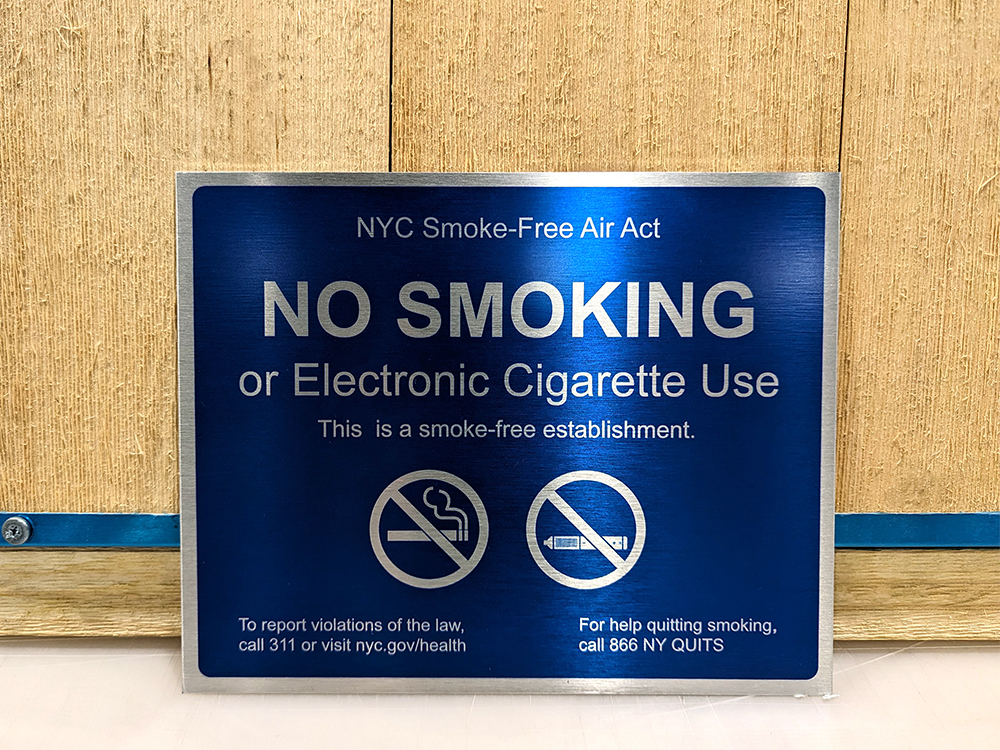 NYC Smoke-Free Air Act
NO SMOKING
or Electronic Cigarette Use
This is a smoke-free establishment.
To report violations of the law,
call 311 or visit nyc.gov/health
For help quitting smoking,
call 866 NY QUITS